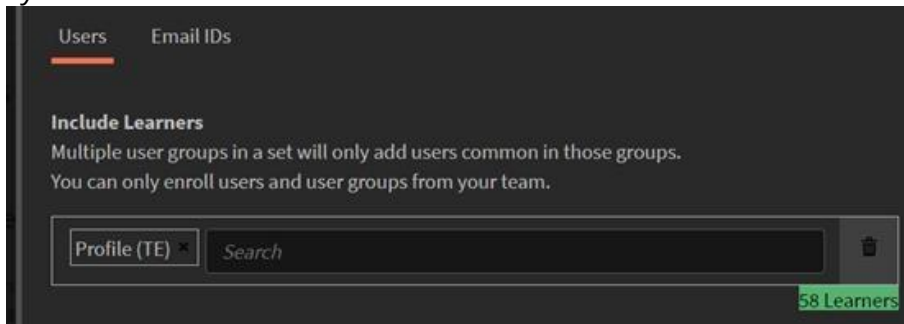 Users Email IDs
Include Learners
Multiple user groups in a set will only add users common in those groups.
You can only enroll users and user groups from your team.
Profile (TE) × Search
58 Learners